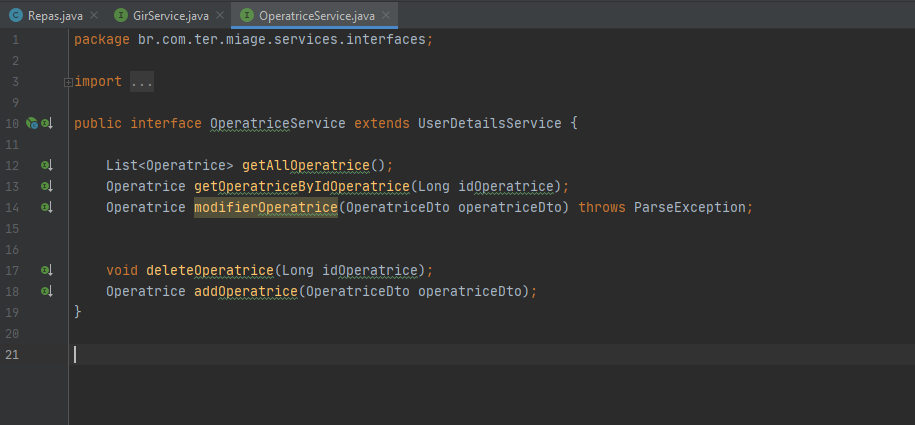 Repas.java GirService.java OperatriceService.java
1 package br.com.ter.miage.services.interfaces;
2
3 import ...
9
10 public interface OperatriceService extends UserDetailsService {
11
12 List<Operatrice> getAllOperatrice();
13 Operatrice getOperatriceByIdOperatrice(Long idOperatrice);
14 Operatrice modifierOperatrice(OperatriceDto operatriceDto) throws ParseException;
15
16
17 void deleteOperatrice(Long idOperatrice);
18 Operatrice addOperatrice(OperatriceDto operatriceDto);
19 }
20
21